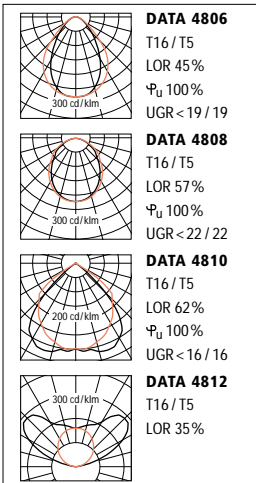 DATA 4806
T16 / T5
LOR 45%
φu 100%
UGR < 19 / 19
300 cd/klm
DATA 4808
T16 / T5
LOR 57%
φu 100%
UGR < 22 / 22
300 cd/klm
DATA 4810
T16 / T5
LOR 62%
φu 100%
UGR < 16 / 16
200 cd/klm
DATA 4812
T16 / T5
LOR 35%
300 cd/klm